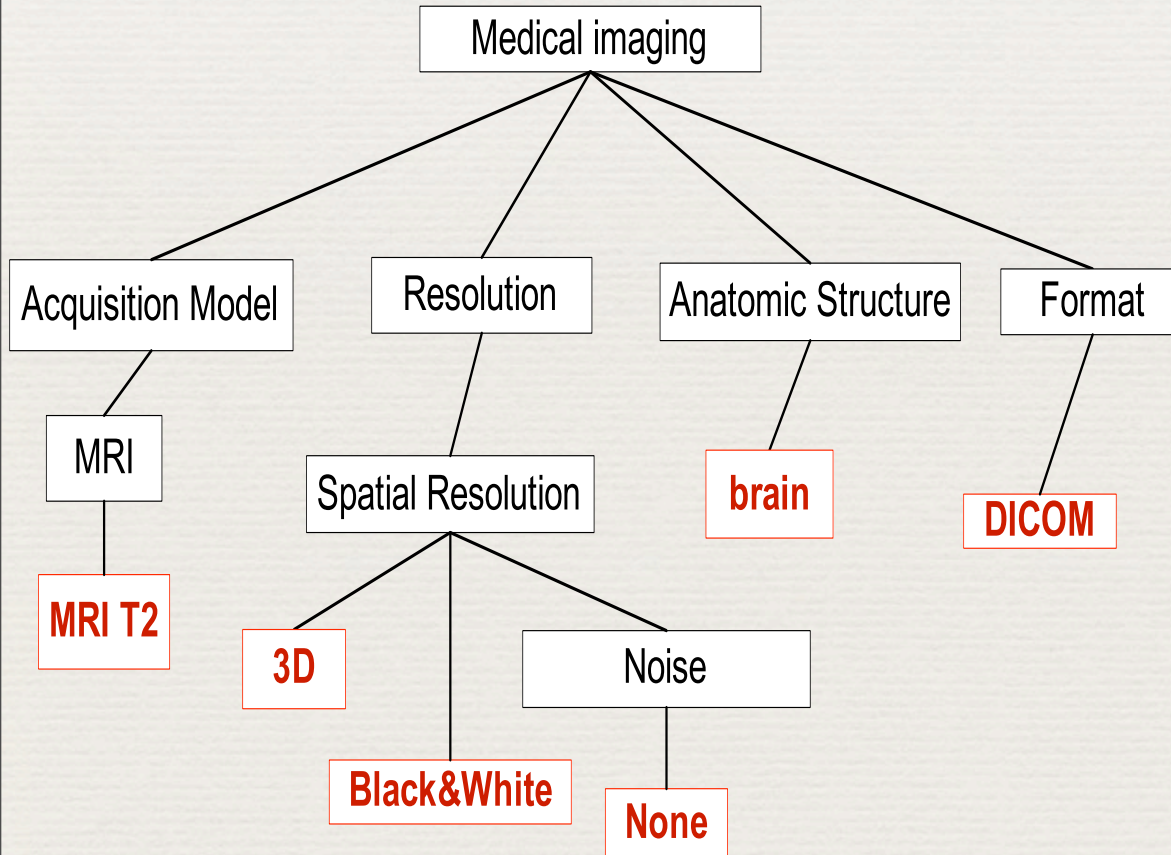 Medical imaging
Acquisition Model
Resolution
Anatomic Structure
Format
MRI
Spatial Resolution
brain
DICOM
MRI T2
3D
Noise
Black&White
None